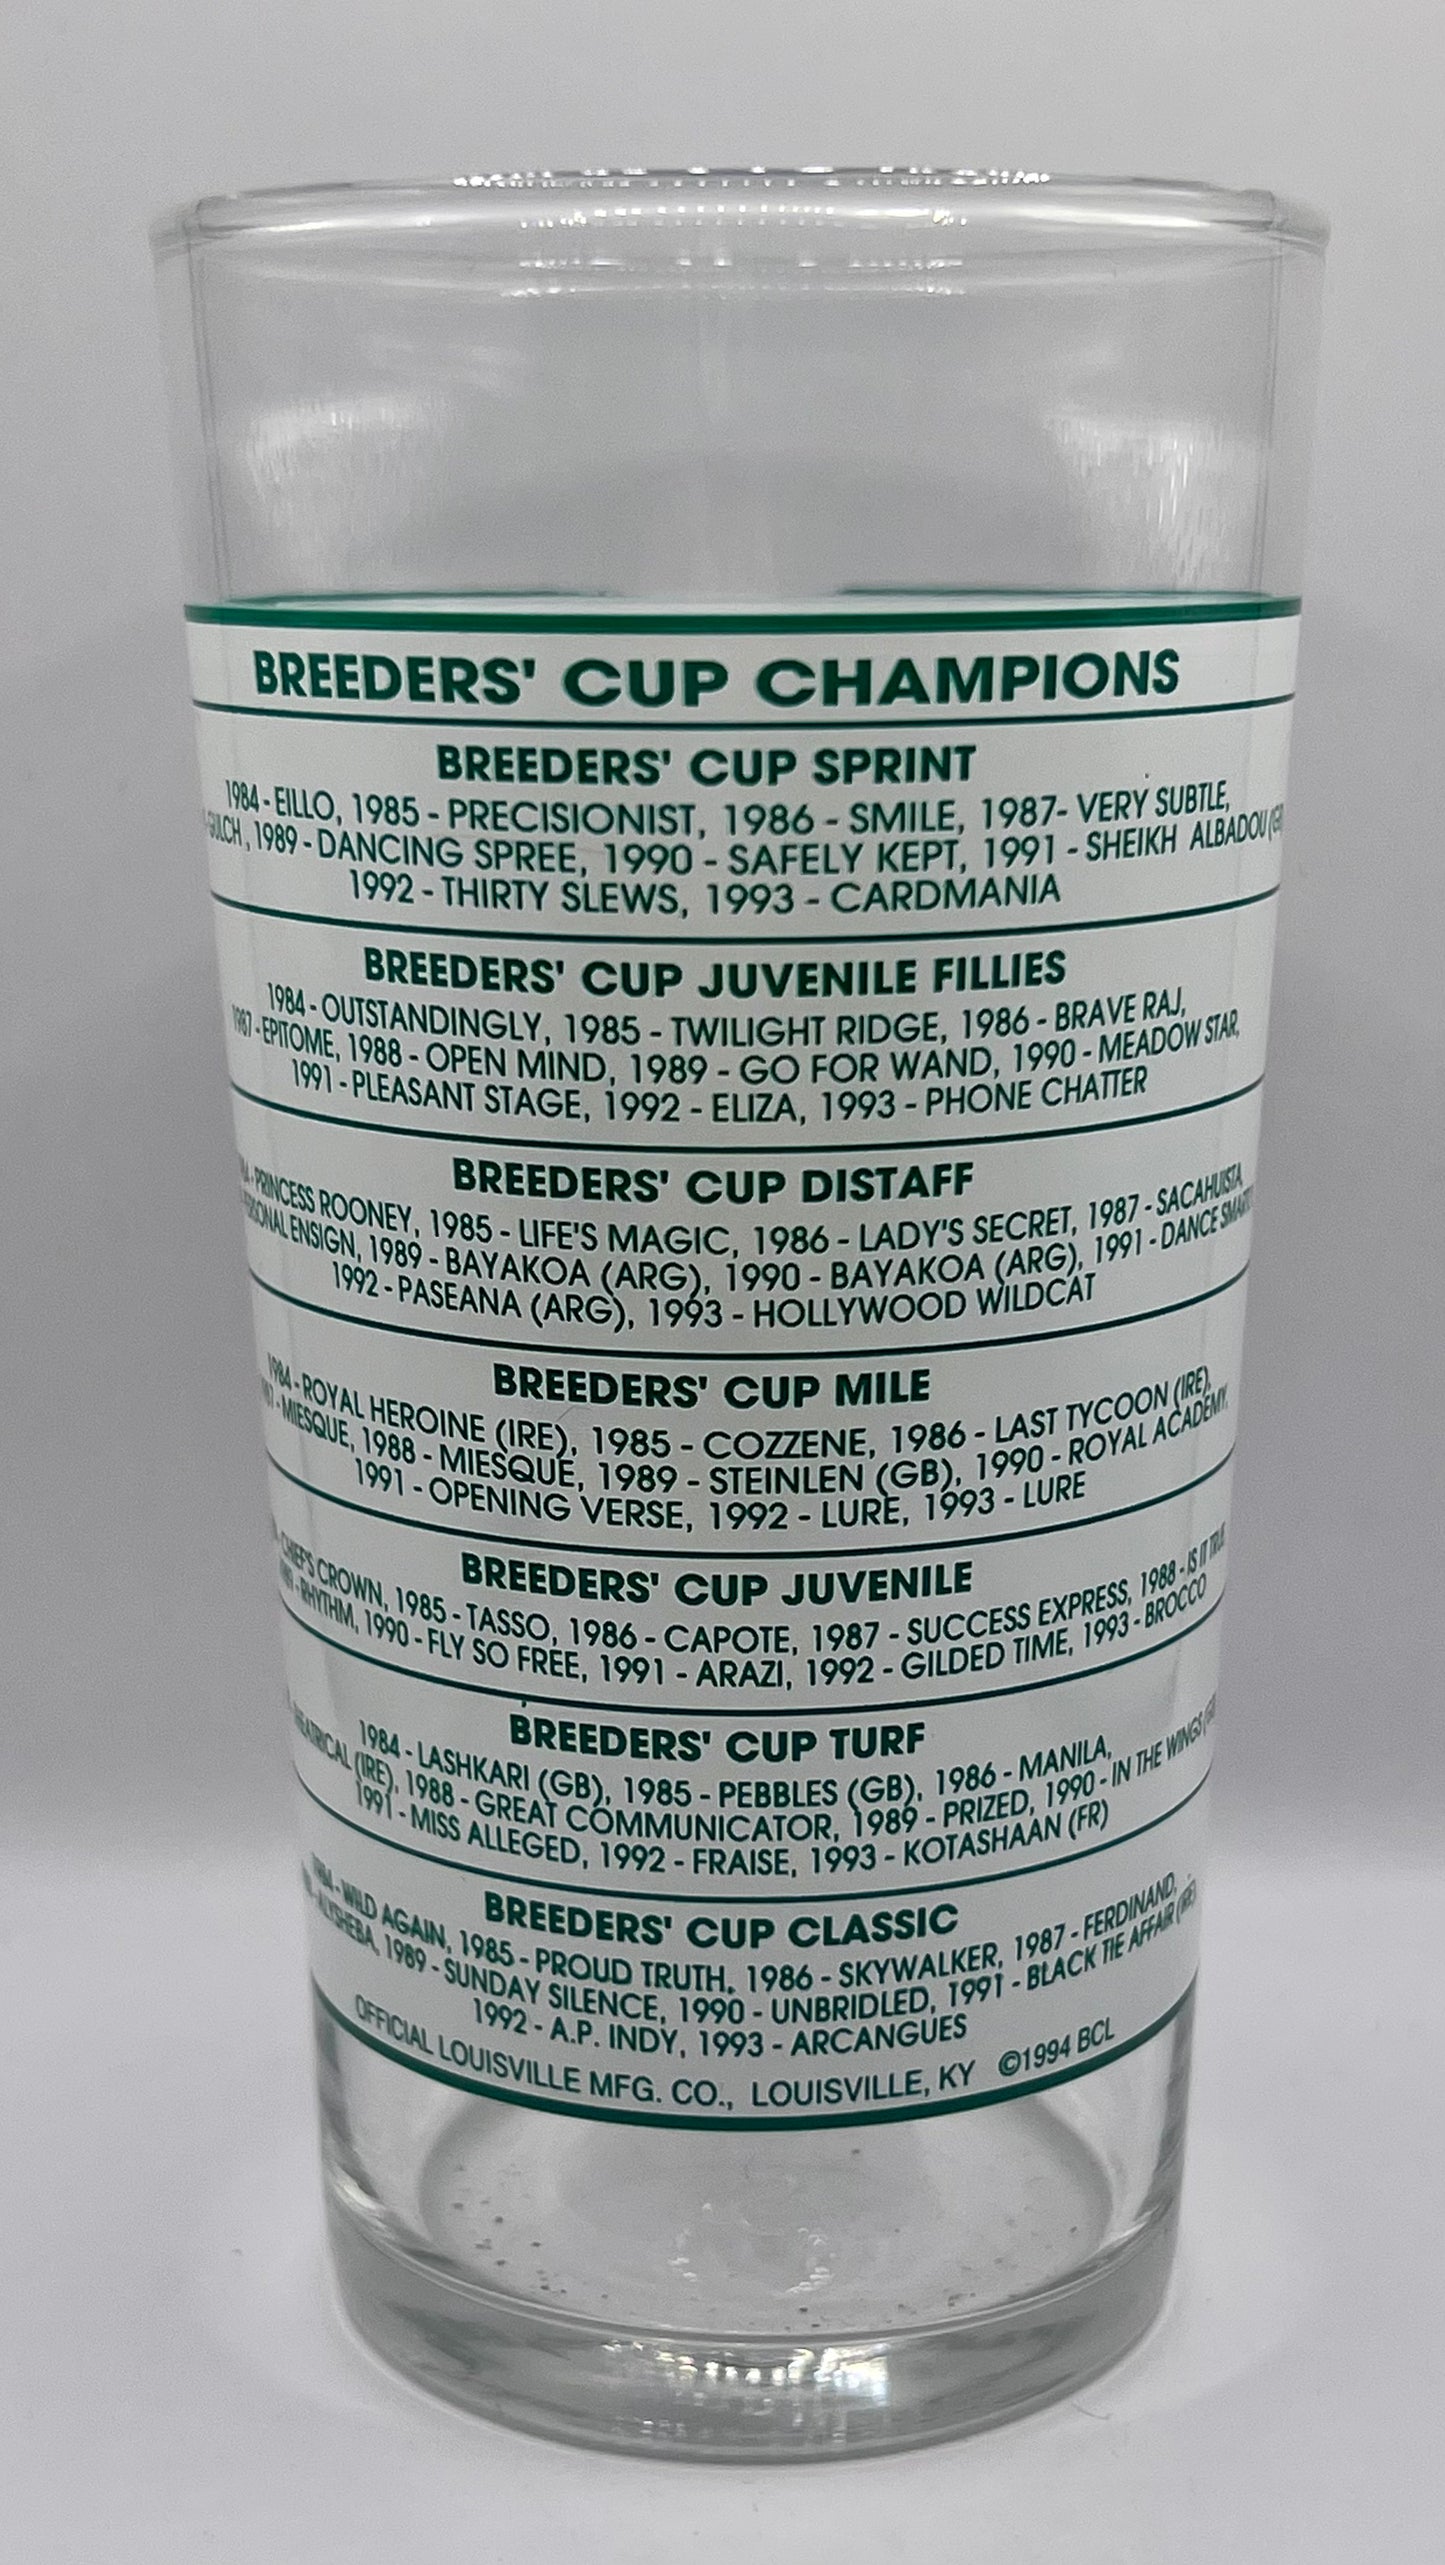 BREEDERS' CUP CHAMPIONS
BREEDERS' CUP SPRINT
1984 - EILLO, 1985 - PRECISIONIST, 1986 - SMILE, 1987- VERY SUBTLE,
GULCH , 1989 - DANCING SPREE, 1990 - SAFELY KEPT, 1991 - SHEIKH ALBADOU
1992 - THIRTY SLEWS, 1993 - CARDMANIA
BREEDERS' CUP JUVENILE FILLIES
1984 - OUTSTANDINGLY, 1985 - TWILIGHT RIDGE, 1986 - BRAVE RAJ,
1987 - EPITOME, 1988 - OPEN MIND, 1989 - GO FOR WAND, 1990 - MEADOW STAR,
1991 - PLEASANT STAGE, 1992 - ELIZA, 1993 - PHONE CHATTER
BREEDERS' CUP DISTAFF
PRINCESS ROONEY, 1985 - LIFE'S MAGIC, 1986 - LADY'S SECRET, 1987 - SACAHUISTA,
ENSIGN, 1989 - BAYAKOA (ARG), 1990 - BAYAKOA (ARG), 1991 - DANCE
1992 - PASEANA (ARG), 1993 - HOLLYWOOD WILDCAT
BREEDERS' CUP MILE
1984 - ROYAL HEROINE (IRE), 1985 - COZZENE, 1986 - LAST TYCOON (IRE),
- MIESQUE, 1988 - MIESQUE, 1989 - STEINLEN (GB), 1990 - ROYAL ACADEMY,
1991 - OPENING VERSE, 1992 - LURE, 1993 - LURE
BREEDERS' CUP JUVENILE
CHIEF'S CROWN, 1985 - TASSO, 1986 - CAPOTE, 1987 - SUCCESS EXPRESS, 1988 - IS IT TRUE
- RHYTHM, 1990 - FLY SO FREE, 1991 - ARAZI, 1992 - GILDED TIME, 1993 - BROCCO
BREEDERS' CUP TURF
1984 - LASHKARI (GB), 1985 - PEBBLES (GB), 1986 - MANILA,
(IRE), 1988 - GREAT COMMUNICATOR, 1989 - PRIZED, 1990 - IN THE WINGS
1991 - MISS ALLEGED, 1992 - FRAISE, 1993 - KOTASHAAN (FR)
BREEDERS' CUP CLASSIC
1984 - WILD AGAIN, 1985 - PROUD TRUTH, 1986 - SKYWALKER, 1987 - FERDINAND,
- ALYSHEBA, 1989 - SUNDAY SILENCE, 1990 - UNBRIDLED, 1991 - BLACK TIE AFFAIR (IRE)
1992 - A.P. INDY, 1993 - ARCANGUES
OFFICIAL LOUISVILLE MFG. CO., LOUISVILLE, KY ©1994 BCL